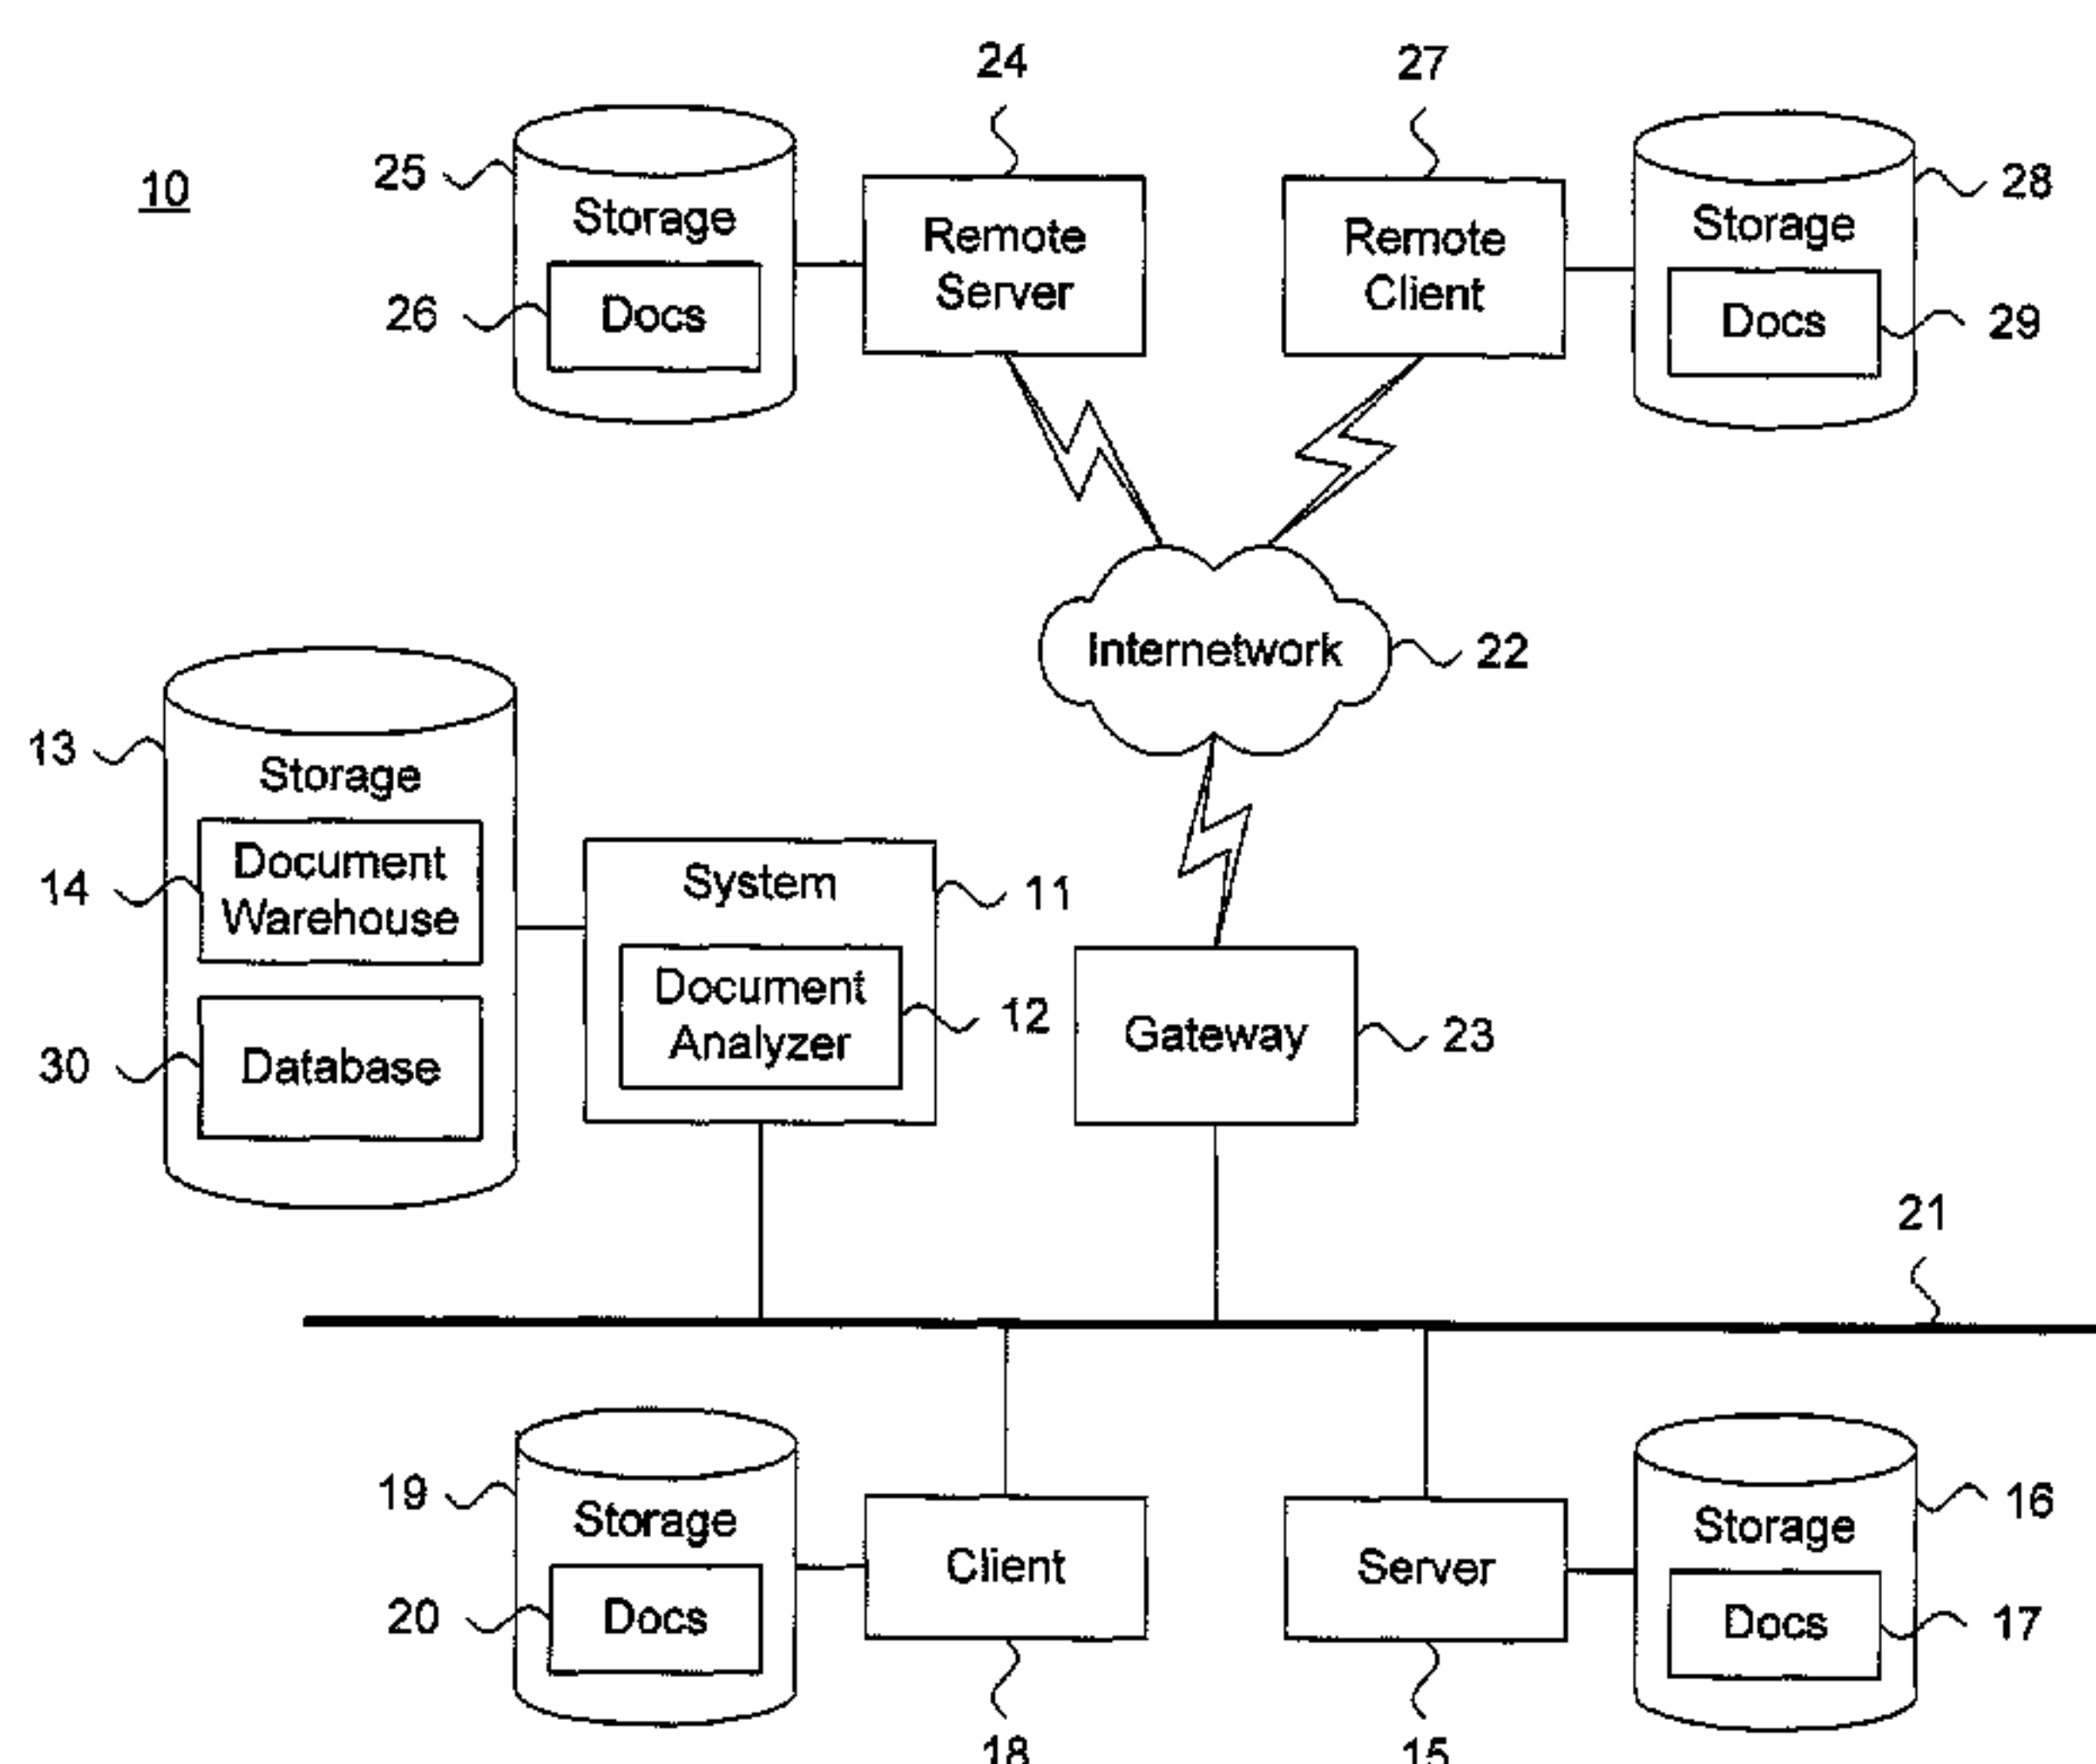 24
27
25
10
28
Storage
Remote
Server
Remote
Client
Storage
26
Docs
Docs
29
Internetwork
22
13
Storage
Document
Warehouse
14
System
11
Document
Analyzer
12
Gateway
23
30
Database
21
19
16
Storage
Client
Server
Storage
20
Docs
Docs
17
18
15